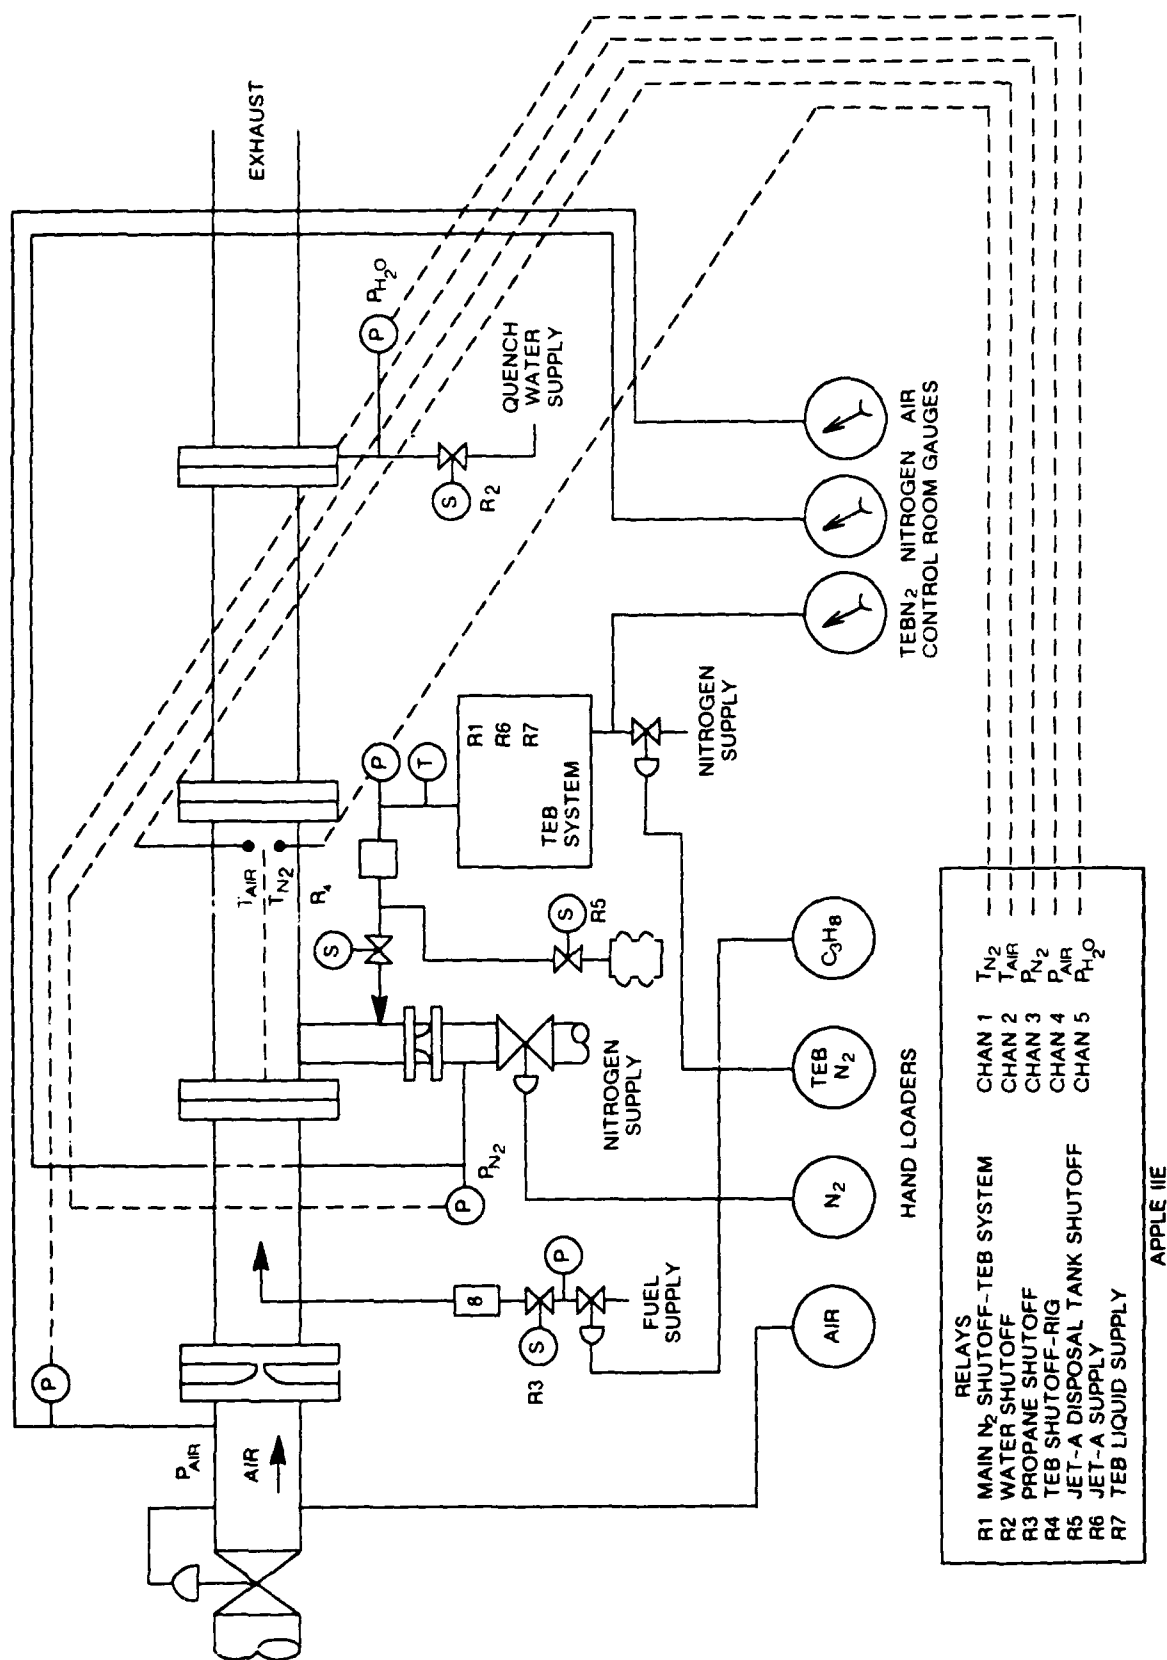 EXHAUST
P
PAIR
AIR
TAIR
TN2
R4
P
PH2O
QUENCH
WATER
SUPPLY
S
R2
P
T
R1
R6
R7
TEB
SYSTEM
S
S
R5
P
PN2
NITROGEN
SUPPLY
NITROGEN
SUPPLY
8
S
R3
P
FUEL
SUPPLY
TEBN2 NITROGEN AIR
CONTROL ROOM GAUGES
AIR
N2
TEB
N2
C3H8
HAND LOADERS
RELAYS
R1 MAIN N2 SHUTOFF-TEB SYSTEM CHAN 1 TN2
R2 WATER SHUTOFF CHAN 2 TAIR
R3 PROPANE SHUTOFF CHAN 3 PN2
R4 TEB SHUTOFF-RIG CHAN 4 PAIR
R5 JET-A DISPOSAL TANK SHUTOFF CHAN 5 PH2O
R6 JET-A SUPPLY
R7 TEB LIQUID SUPPLY
APPLE IIE